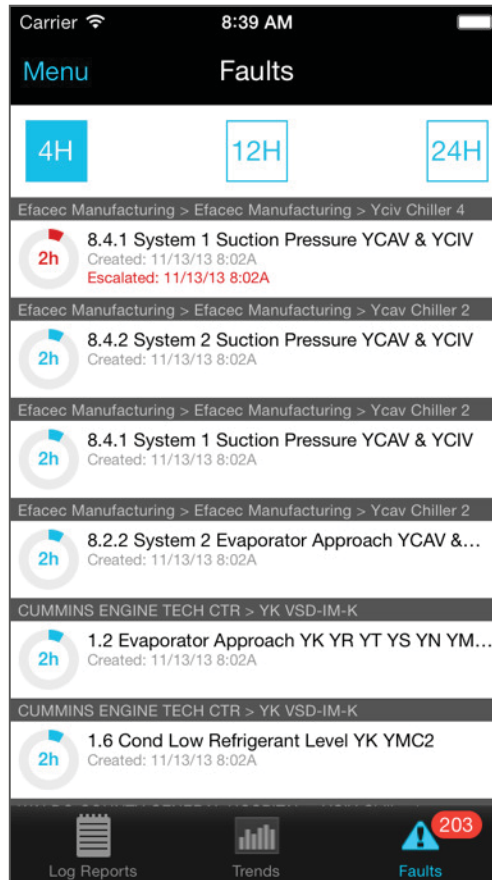 Carrier 8:39 AM
Menu Faults
4H 12H 24H
Efacec Manufacturing > Efacec Manufacturing > Yciv Chiller 4
2h
8.4.1 System 1 Suction Pressure YCAV & YCIV
Created: 11/13/13 8:02A
Escalated: 11/13/13 8:02A
Efacec Manufacturing > Efacec Manufacturing > Ycav Chiller 2
2h
8.4.2 System 2 Suction Pressure YCAV & YCIV
Created: 11/13/13 8:02A
Efacec Manufacturing > Efacec Manufacturing > Ycav Chiller 2
2h
8.4.1 System 1 Suction Pressure YCAV & YCIV
Created: 11/13/13 8:02A
Efacec Manufacturing > Efacec Manufacturing > Ycav Chiller 2
2h
8.2.2 System 2 Evaporator Approach YCAV &...
Created: 11/13/13 8:02A
CUMMINS ENGINE TECH CTR > YK VSD-IM-K
2h
1.2 Evaporator Approach YK YR YT YS YN YM...
Created: 11/13/13 8:02A
CUMMINS ENGINE TECH CTR > YK VSD-IM-K
2h
1.6 Cond Low Refrigerant Level YK YMC2
Created: 11/13/13 8:02A
203
Log Reports Trends Faults